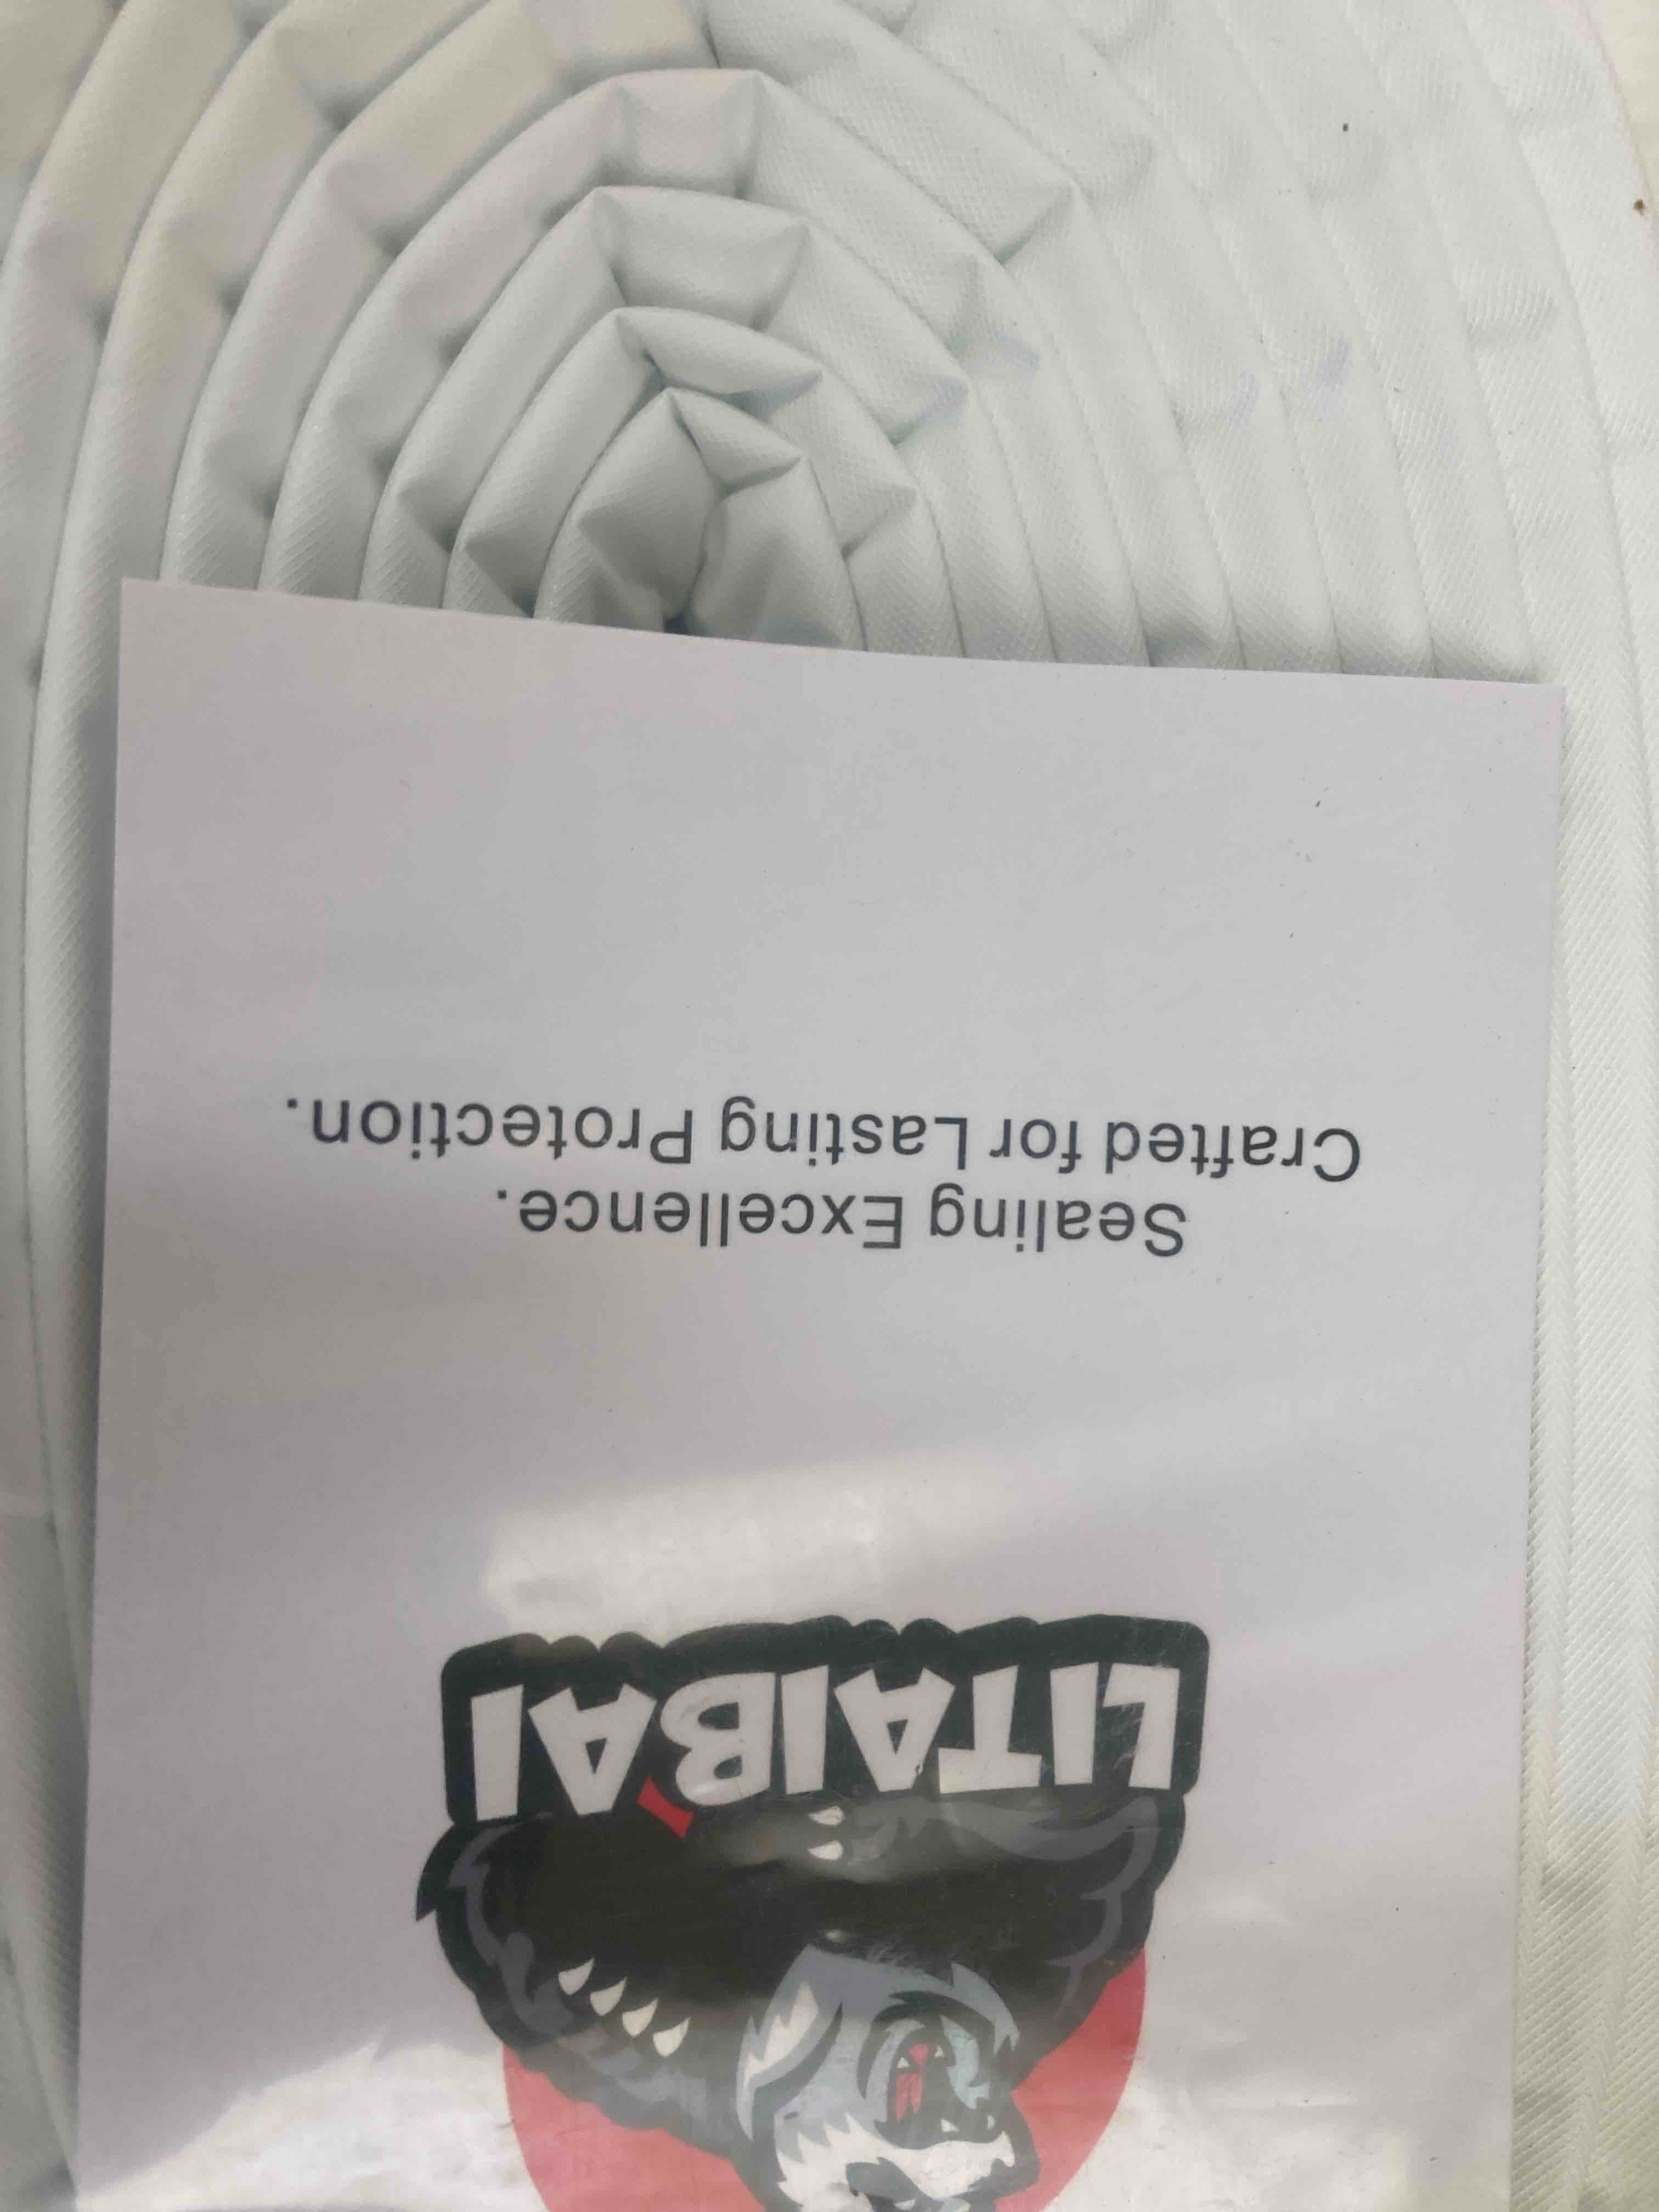 LITAIBAI
Sealing Excellence.
Crafted for Lasting Protection.